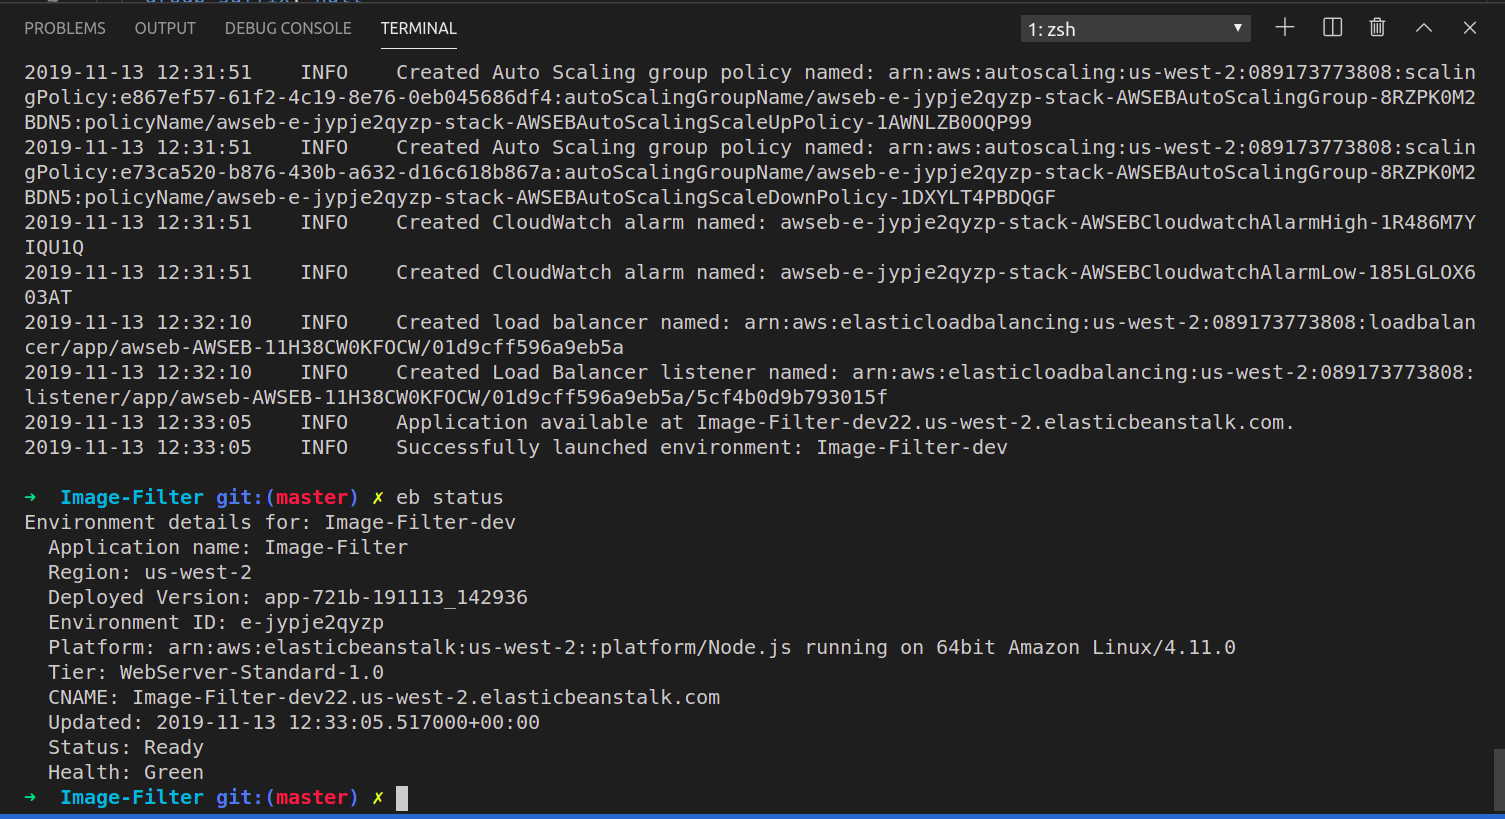 PROBLEMS OUTPUT DEBUG CONSOLE TERMINAL 1: zsh
2019-11-13 12:31:51    INFO    Created Auto Scaling group policy named: arn:aws:autoscaling:us-west-2:089173773808:scalin
gPolicy:e867ef57-61f2-4c19-8e76-0eb045686df4:autoScalingGroupName/awseb-e-jypje2qyzp-stack-AWSEBAutoScalingGroup-8RZPK0M2
BDN5:policyName/awseb-e-jypje2qyzp-stack-AWSEBAutoScalingScaleUpPolicy-1AWNLZB0OQP99
2019-11-13 12:31:51    INFO    Created Auto Scaling group policy named: arn:aws:autoscaling:us-west-2:089173773808:scalin
gPolicy:e73ca520-b876-430b-a632-d16c618b867a:autoScalingGroupName/awseb-e-jypje2qyzp-stack-AWSEBAutoScalingGroup-8RZPK0M2
BDN5:policyName/awseb-e-jypje2qyzp-stack-AWSEBAutoScalingScaleDownPolicy-1DXYLT4PBDQGF
2019-11-13 12:31:51    INFO    Created CloudWatch alarm named: awseb-e-jypje2qyzp-stack-AWSEBCloudwatchAlarmHigh-1R486M7Y
IQU1Q
2019-11-13 12:31:51    INFO    Created CloudWatch alarm named: awseb-e-jypje2qyzp-stack-AWSEBCloudwatchAlarmLow-185LGLOX6
03AT
2019-11-13 12:32:10    INFO    Created load balancer named: arn:aws:elasticloadbalancing:us-west-2:089173773808:loadbalan
cer/app/awseb-AWSEB-11H38CW0KFOCW/01d9cff596a9eb5a
2019-11-13 12:32:10    INFO    Created Load Balancer listener named: arn:aws:elasticloadbalancing:us-west-2:089173773808:
listener/app/awseb-AWSEB-11H38CW0KFOCW/01d9cff596a9eb5a/5cf4b0d9b793015f
2019-11-13 12:33:05    INFO    Application available at Image-Filter-dev22.us-west-2.elasticbeanstalk.com.
2019-11-13 12:33:05    INFO    Successfully launched environment: Image-Filter-dev
➜  Image-Filter git:(master) ✗ eb status
Environment details for: Image-Filter-dev
  Application name: Image-Filter
  Region: us-west-2
  Deployed Version: app-721b-191113_142936
  Environment ID: e-jypje2qyzp
  Platform: arn:aws:elasticbeanstalk:us-west-2::platform/Node.js running on 64bit Amazon Linux/4.11.0
  Tier: WebServer-Standard-1.0
  CNAME: Image-Filter-dev22.us-west-2.elasticbeanstalk.com
  Updated: 2019-11-13 12:33:05.517000+00:00
  Status: Ready
  Health: Green
➜  Image-Filter git:(master) ✗